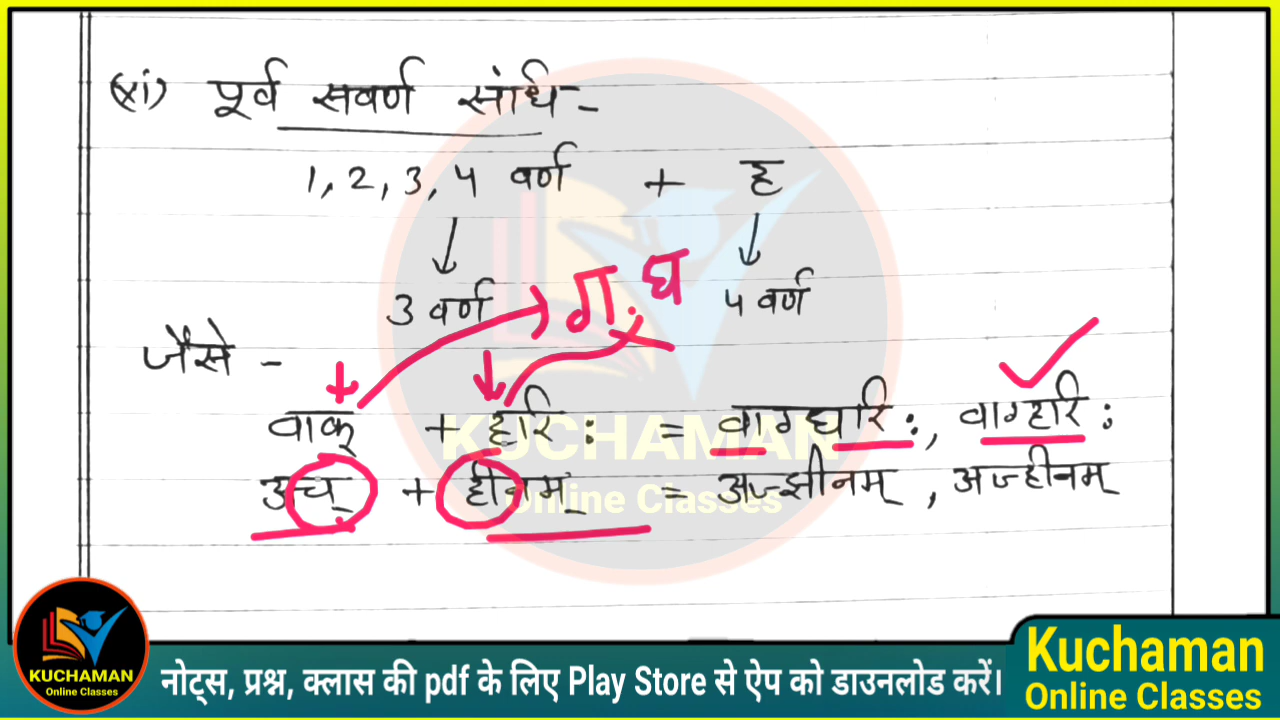 (xi) पूर्व सवर्ण संधि -
1, 2, 3, 4 वर्ण + ह
ग घ
3 वर्ण 4 वर्ण
जैसे -
वाक् + हरि : = वाग्घरि :, वाग्हरि :
उच् + हीनम् = अज्झीनम् , अज्हीनम्
KUCHAMAN
Online Classes
KUCHAMAN
Online Classes
नोट्स, प्रश्न, क्लास की pdf के लिए Play Store से ऐप को डाउनलोड करें।
Kuchaman
Online Classes